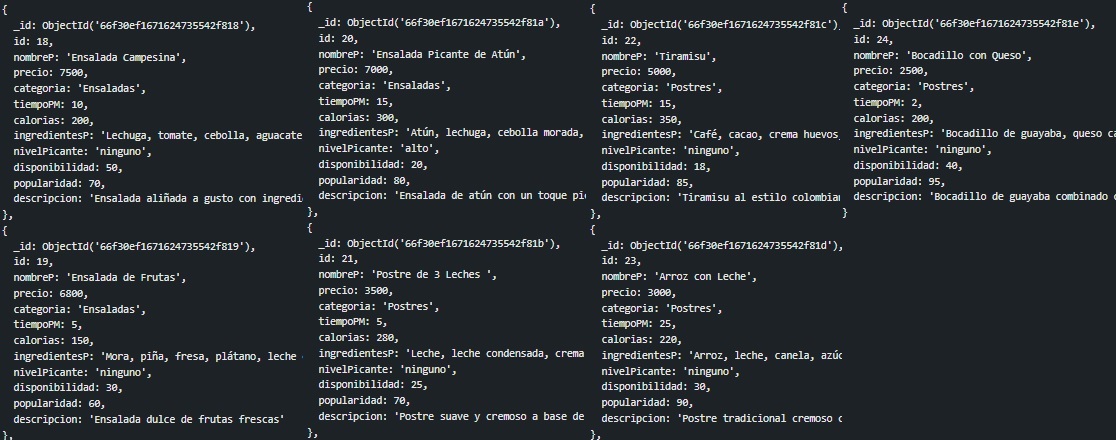 {
_id: ObjectId('66f30ef1671624735542f818'),
id: 18,
nombreP: 'Ensalada Campesina',
precio: 7500,
categoria: 'Ensaladas',
tiempoPM: 10,
calorias: 200,
ingredientesP: 'Lechuga, tomate, cebolla, aguacate
nivelPicante: 'ninguno',
disponibilidad: 50,
popularidad: 70,
descripcion: 'Ensalada aliñada a gusto con ingredi
},
{
_id: ObjectId('66f30ef1671624735542f819'),
id: 19,
nombreP: 'Ensalada de Frutas',
precio: 6800,
categoria: 'Ensaladas',
tiempoPM: 5,
calorias: 150,
ingredientesP: 'Mora, piña, fresa, plátano, leche
nivelPicante: 'ninguno',
disponibilidad: 30,
popularidad: 60,
descripcion: 'Ensalada dulce de frutas frescas'
},
{
_id: ObjectId('66f30ef1671624735542f81a'),
id: 20,
nombreP: 'Ensalada Picante de Atún',
precio: 7000,
categoria: 'Ensaladas',
tiempoPM: 15,
calorias: 300,
ingredientesP: 'Atún, lechuga, cebolla morada,
nivelPicante: 'alto',
disponibilidad: 20,
popularidad: 80,
descripcion: 'Ensalada de atún con un toque pi
},
{
_id: ObjectId('66f30ef1671624735542f81b'),
id: 21,
nombreP: 'Postre de 3 Leches ',
precio: 3500,
categoria: 'Postres',
tiempoPM: 5,
calorias: 280,
ingredientesP: 'Leche, leche condensada, crema
nivelPicante: 'ninguno',
disponibilidad: 25,
popularidad: 70,
descripcion: 'Postre suave y cremoso a base de
},
{
_id: ObjectId('66f30ef1671624735542f81c'),
id: 22,
nombreP: 'Tiramisu',
precio: 5000,
categoria: 'Postres',
tiempoPM: 15,
calorias: 350,
ingredientesP: 'Café, cacao, crema huevos,
nivelPicante: 'ninguno',
disponibilidad: 18,
popularidad: 85,
descripcion: 'Tiramisu al estilo colombian
},
{
_id: ObjectId('66f30ef1671624735542f81d'),
id: 23,
nombreP: 'Arroz con Leche',
precio: 3000,
categoria: 'Postres',
tiempoPM: 25,
calorias: 220,
ingredientesP: 'Arroz, leche, canela, azúc
nivelPicante: 'ninguno',
disponibilidad: 30,
popularidad: 90,
descripcion: 'Postre tradicional cremoso c
},
{
_id: ObjectId('66f30ef1671624735542f81e'),
id: 24,
nombreP: 'Bocadillo con Queso',
precio: 2500,
categoria: 'Postres',
tiempoPM: 2,
calorias: 200,
ingredientesP: 'Bocadillo de guayaba, queso ca
nivelPicante: 'ninguno',
disponibilidad: 40,
popularidad: 95,
descripcion: 'Bocadillo de guayaba combinado c
}